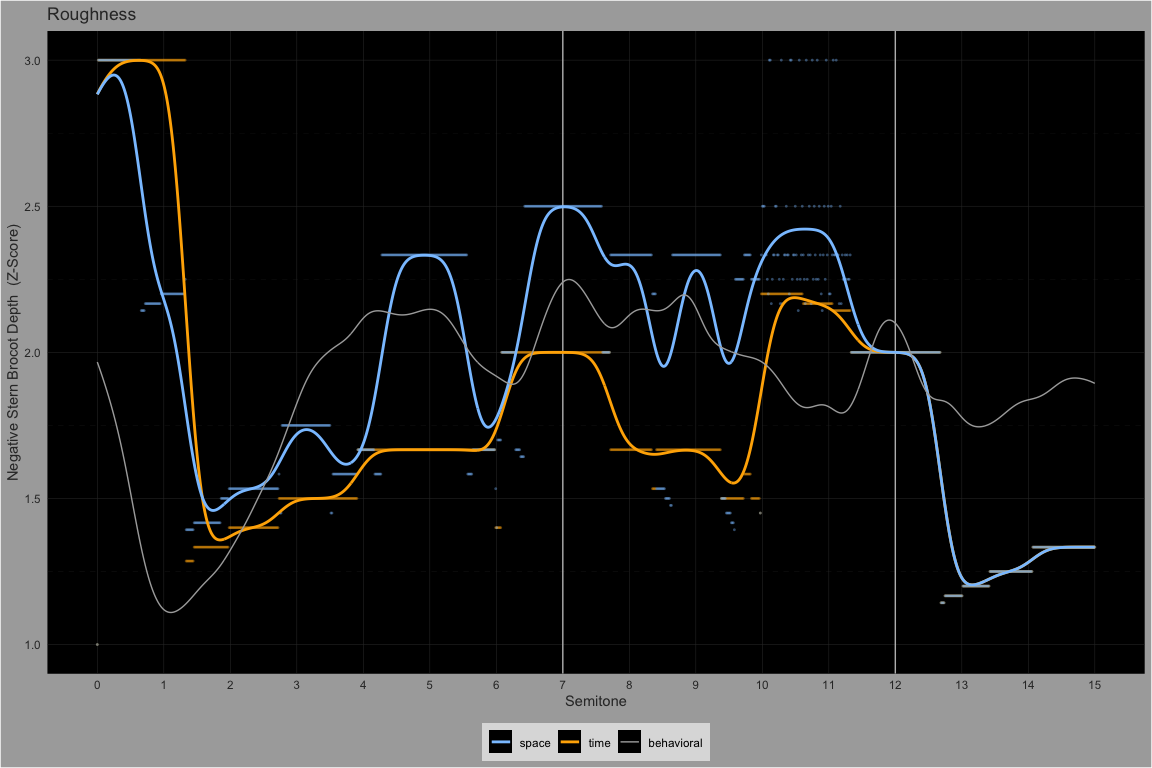 Roughness
Negative Stern Brocot Depth (Z-Score)
3.0
2.5
2.0
1.5
1.0
0 1 2 3 4 5 6 7 8 9 10 11 12 13 14 15
Semitone
space time behavioral